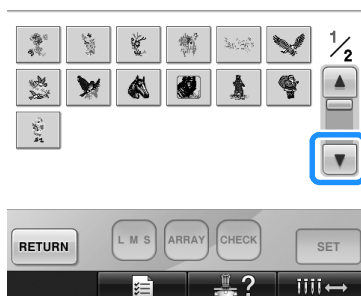 1/2
RETURN
L M S
ARRAY
CHECK
SET
?